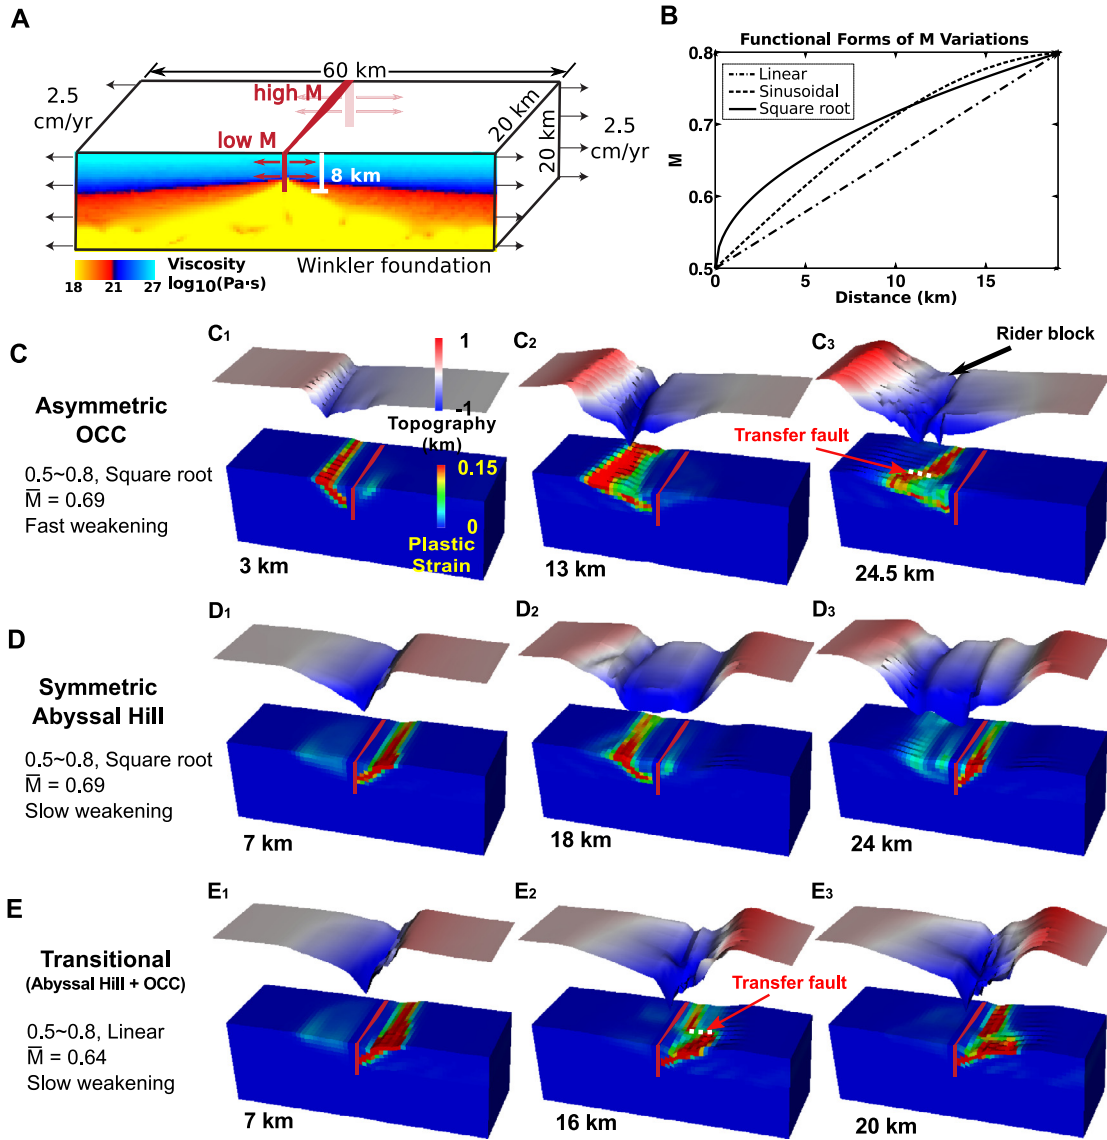 A
60 km
2.5
cm/yr
high M
20 km
low M
20 km
2.5
cm/yr
8 km
Viscosity
log10(Pa·s)
18 21 27
Winkler foundation
B
Functional Forms of M Variations
0.8
0.7
0.6
0.5
M
Linear
Sinusoidal
Square root
0 5 10 15
Distance (km)
C
Asymmetric
OCC
0.5~0.8, Square root
M̅ = 0.69
Fast weakening
C1
1
-1
Topography
(km)
0.15
0
Plastic
Strain
3 km
C2
13 km
C3
Rider block
Transfer fault
24.5 km
D
Symmetric
Abyssal Hill
0.5~0.8, Square root
M̅ = 0.69
Slow weakening
D1
7 km
D2
18 km
D3
24 km
E
Transitional
(Abyssal Hill + OCC)
0.5~0.8, Linear
M̅ = 0.64
Slow weakening
E1
7 km
E2
Transfer fault
16 km
E3
20 km